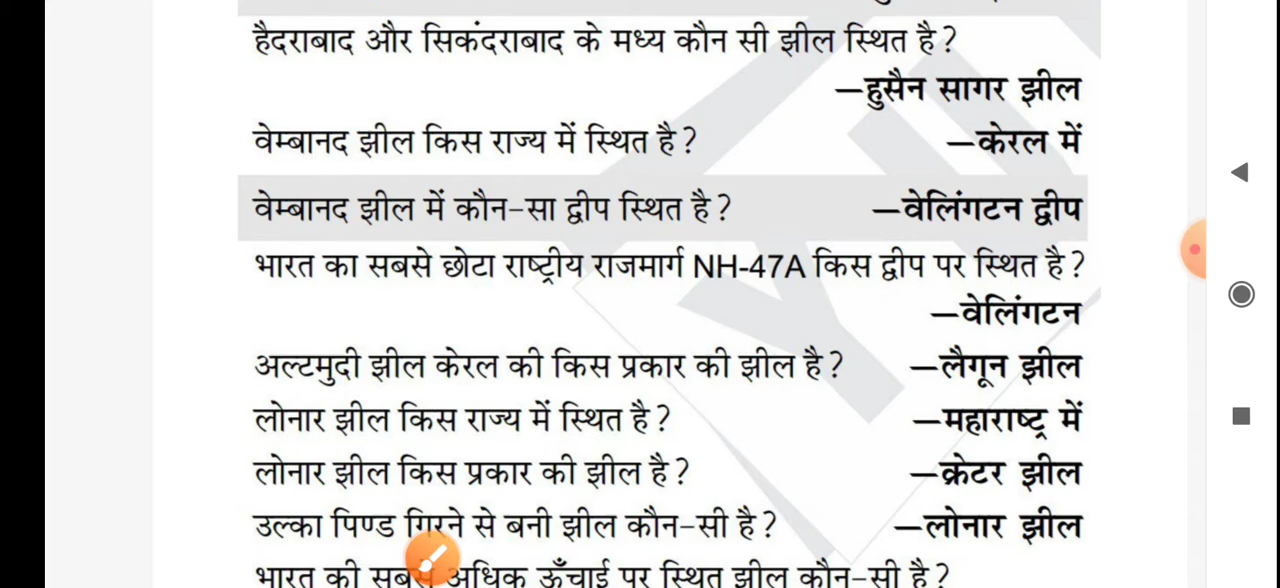 हैदराबाद और सिकंदराबाद के मध्य कौन सी झील स्थित है?
—हुसैन सागर झील
वेम्बानद झील किस राज्य में स्थित है? —केरल में
वेम्बानद झील में कौन-सा द्वीप स्थित है? —वेलिंगटन द्वीप
भारत का सबसे छोटा राष्ट्रीय राजमार्ग NH-47A किस द्वीप पर स्थित है?
—वेलिंगटन
अल्टमुदी झील केरल की किस प्रकार की झील है? —लैगून झील
लोनार झील किस राज्य में स्थित है? —महाराष्ट्र में
लोनार झील किस प्रकार की झील है? —क्रेटर झील
उल्का पिण्ड गिरने से बनी झील कौन-सी है? —लोनार झील
भारत की सबसे अधिक ऊँचाई पर स्थित झील कौन-सी है?